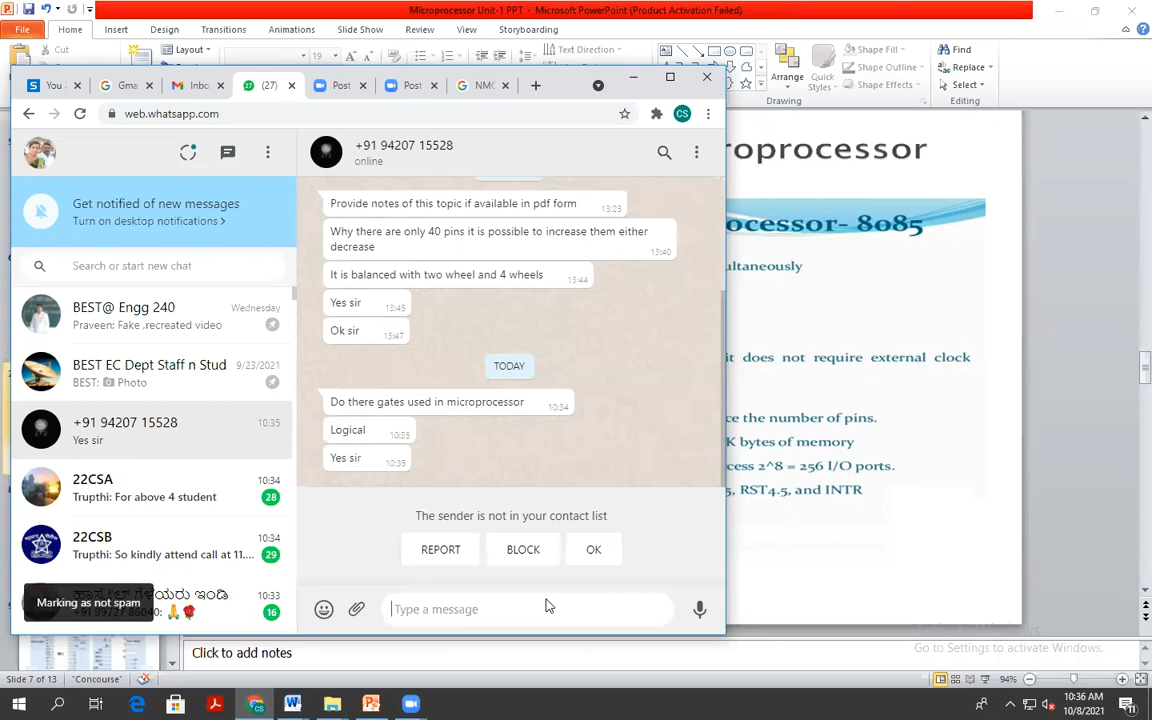 Microprocessor Unit-1 PPT - Microsoft PowerPoint (Product Activation Failed)
File Home Insert Design Transitions Animations Slide Show Review View Storyboarding
Cut Layout 19 Text Direction Arrange Quick Styles Shape Fill Shape Outline Shape Effects Find Replace Select
Drawing Editing
You Gma Inbo (27) Post Post NMC
web.whatsapp.com CS
+91 94207 15528
online
Get notified of new messages
Turn on desktop notifications >
Search or start new chat
BEST@ Engg 240 Wednesday
Praveen: Fake ,recreated video
BEST EC Dept Staff n Stud 9/23/2021
BEST: Photo
+91 94207 15528 10:35
Yes sir
22CSA 10:34
Trupthi: For above 4 student 28
22CSB 10:34
Trupthi: So kindly attend call at 11.... 29
10:33
16
Marking as not spam
Provide notes of this topic if available in pdf form 13:23
Why there are only 40 pins it is possible to increase them either
decrease 13:40
It is balanced with two wheel and 4 wheels 13:44
Yes sir 13:45
Ok sir 13:47
TODAY
Do there gates used in microprocessor 10:34
Logical 10:35
Yes sir 10:35
The sender is not in your contact list
REPORT BLOCK OK
Type a message
roprocessor
ocessor- 8085
ultaneously
it does not require external clock
ce the number of pins.
K bytes of memory
cess 2^8 = 256 I/O ports.
5, RST4.5, and INTR
Go to Settings to activate Windows.
Click to add notes
Slide 7 of 13 "Concourse" 94%
10:36 AM
10/8/2021
11